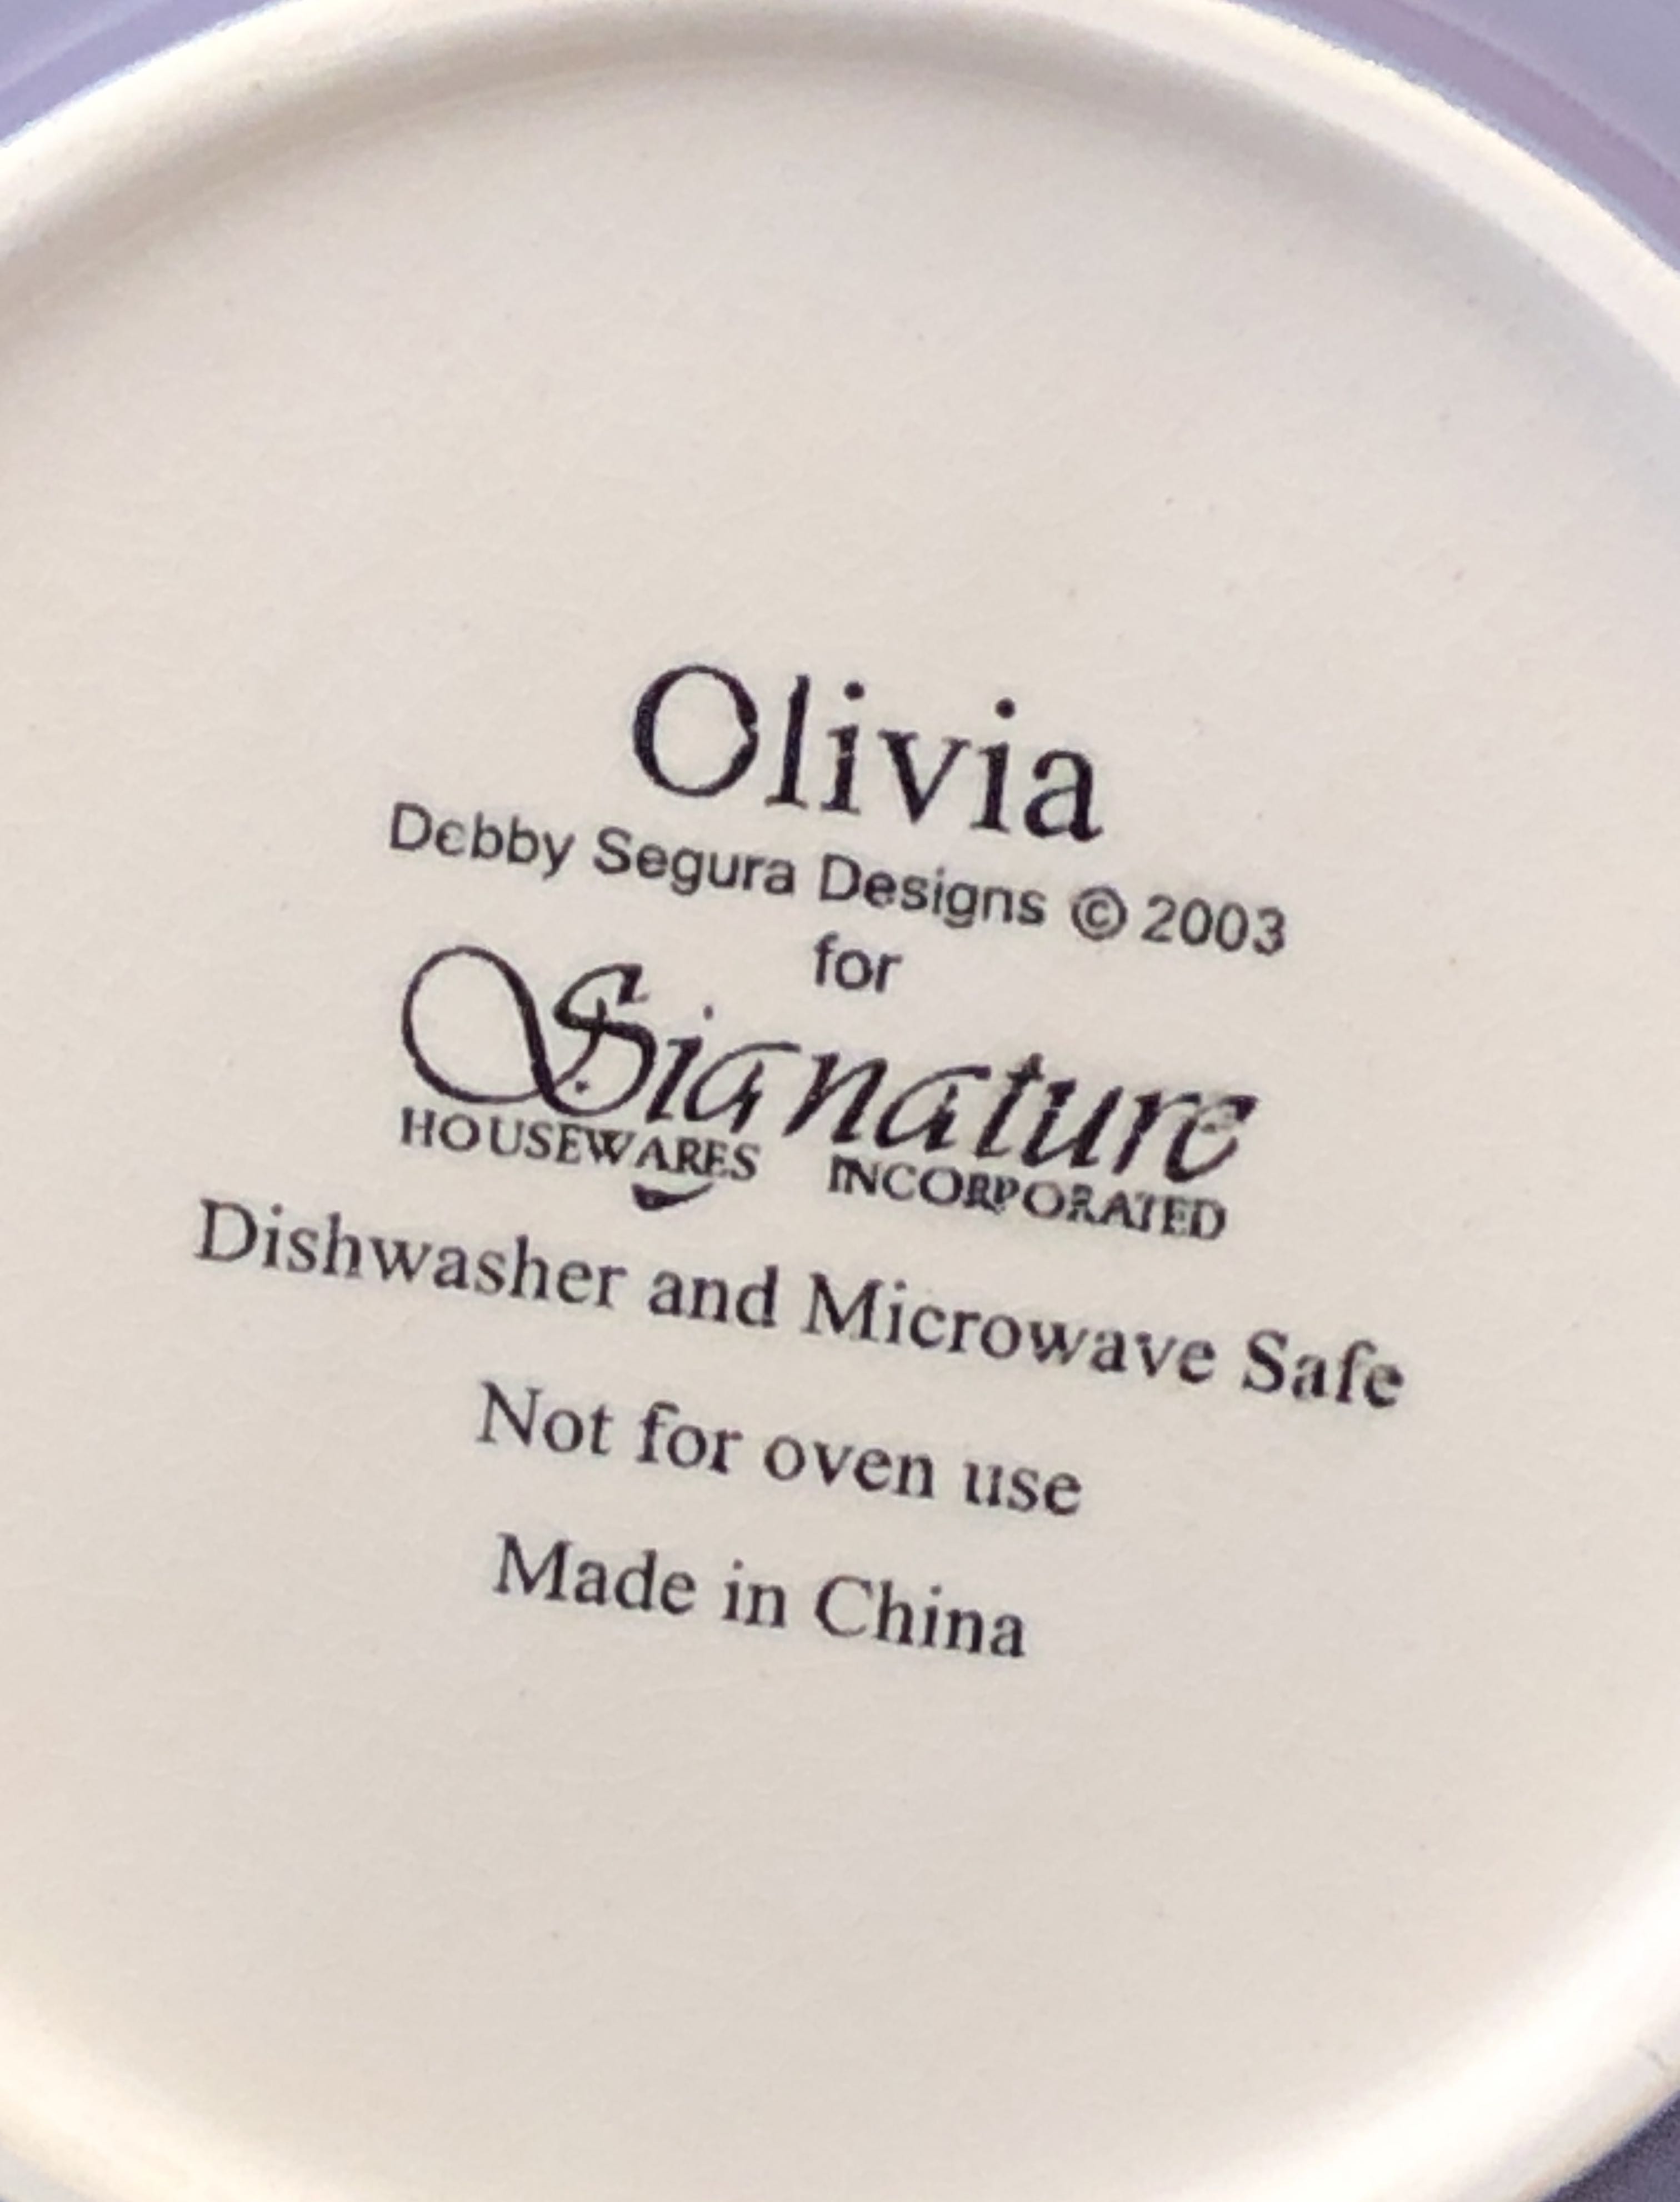 Olivia
Debby Segura Designs © 2003
for
Signature
HOUSEWARES INCORPORATED
Dishwasher and Microwave Safe
Not for oven use
Made in China